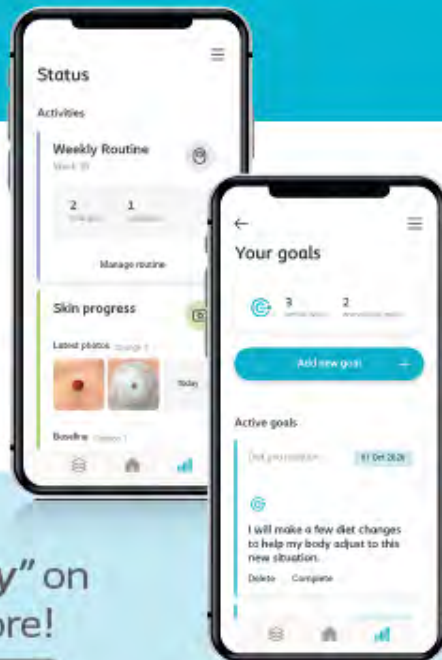 Status
Activities
Weekly Routine
2 1
Manage routine
Skin progress
Latest photos
Today
Baseline
Your goals
3 2
Add new goal +
Active goals
01 Oct 2020
I will make a few diet changes
to help my body adjust to this
new situation.
Delete Complete
y" on
re!